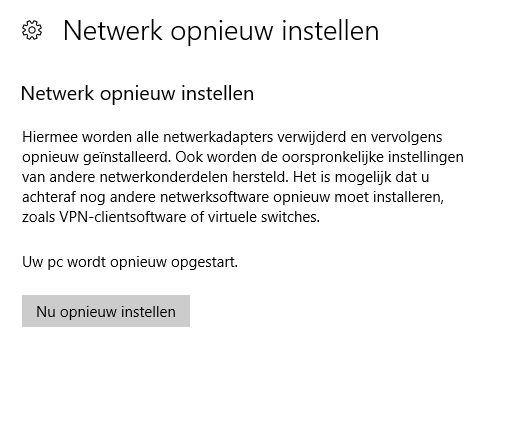 Netwerk opnieuw instellen
Netwerk opnieuw instellen
Hiermee worden alle netwerkadapters verwijderd en vervolgens
opnieuw geïnstalleerd. Ook worden de oorspronkelijke instellingen
van andere netwerkonderdelen hersteld. Het is mogelijk dat u
achteraf nog andere netwerksoftware opnieuw moet installeren,
zoals VPN-clientsoftware of virtuele switches.
Uw pc wordt opnieuw opgestart.
Nu opnieuw instellen